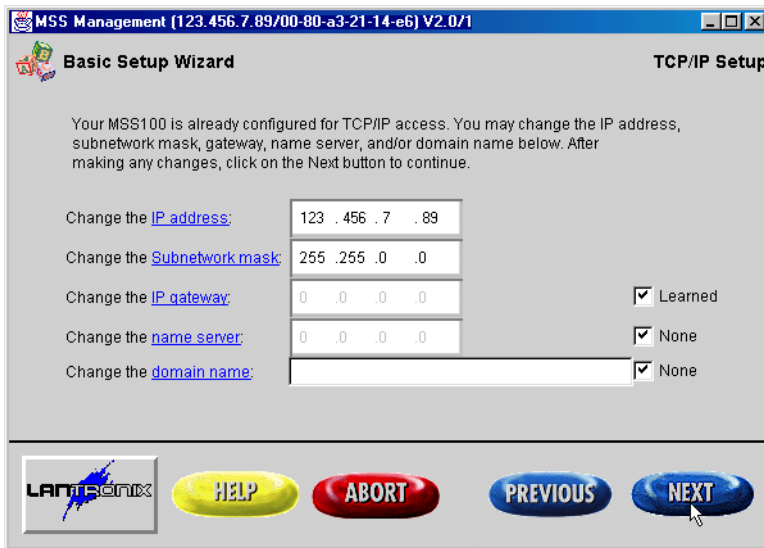 MSS Management (123.456.7.89/00-80-a3-21-14-e6) V2.0/1
Basic Setup Wizard
TCP/IP Setup
Your MSS100 is already configured for TCP/IP access. You may change the IP address,
subnetwork mask, gateway, name server, and/or domain name below. After
making any changes, click on the Next button to continue.
Change the IP address: 123 .456 .7 .89
Change the Subnetwork mask: 255 .255 .0 .0
Change the IP gateway: 0 .0 .0 .0 Learned
Change the name server: 0 .0 .0 .0 None
Change the domain name: None
LANTRONIX HELP ABORT PREVIOUS NEXT